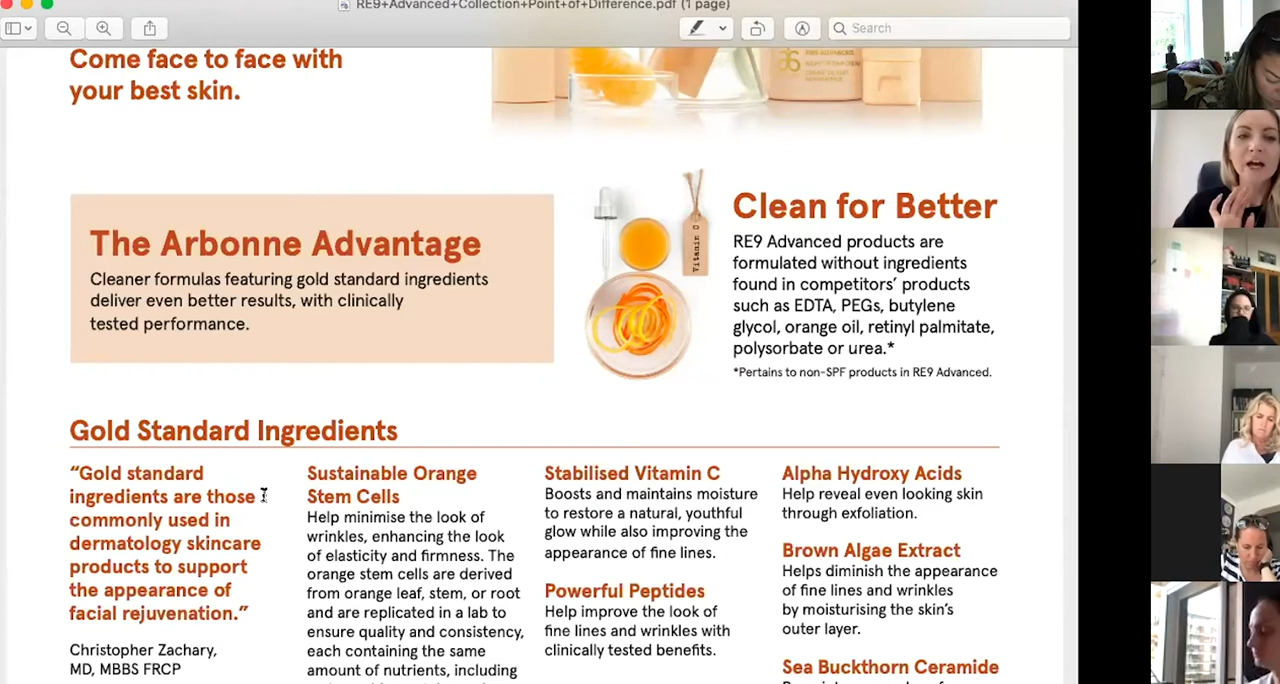 RE9+Advanced+Collection+Point+of+Difference.pdf (1 page)
Search
Come face to face with
your best skin.
The Arbonne Advantage
Cleaner formulas featuring gold standard ingredients
deliver even better results, with clinically
tested performance.
Vitamin C
Clean for Better
RE9 Advanced products are
formulated without ingredients
found in competitors’ products
such as EDTA, PEGs, butylene
glycol, orange oil, retinyl palmitate,
polysorbate or urea.*
*Pertains to non-SPF products in RE9 Advanced.
Gold Standard Ingredients
“Gold standard
ingredients are those
commonly used in
dermatology skincare
products to support
the appearance of
facial rejuvenation.”
Christopher Zachary,
MD, MBBS FRCP
Sustainable Orange
Stem Cells
Help minimise the look of
wrinkles, enhancing the look
of elasticity and firmness. The
orange stem cells are derived
from orange leaf, stem, or root
and are replicated in a lab to
ensure quality and consistency,
each containing the same
amount of nutrients, including
Stabilised Vitamin C
Boosts and maintains moisture
to restore a natural, youthful
glow while also improving the
appearance of fine lines.
Powerful Peptides
Help improve the look of
fine lines and wrinkles with
clinically tested benefits.
Alpha Hydroxy Acids
Help reveal even looking skin
through exfoliation.
Brown Algae Extract
Helps diminish the appearance
of fine lines and wrinkles
by moisturising the skin’s
outer layer.
Sea Buckthorn Ceramide